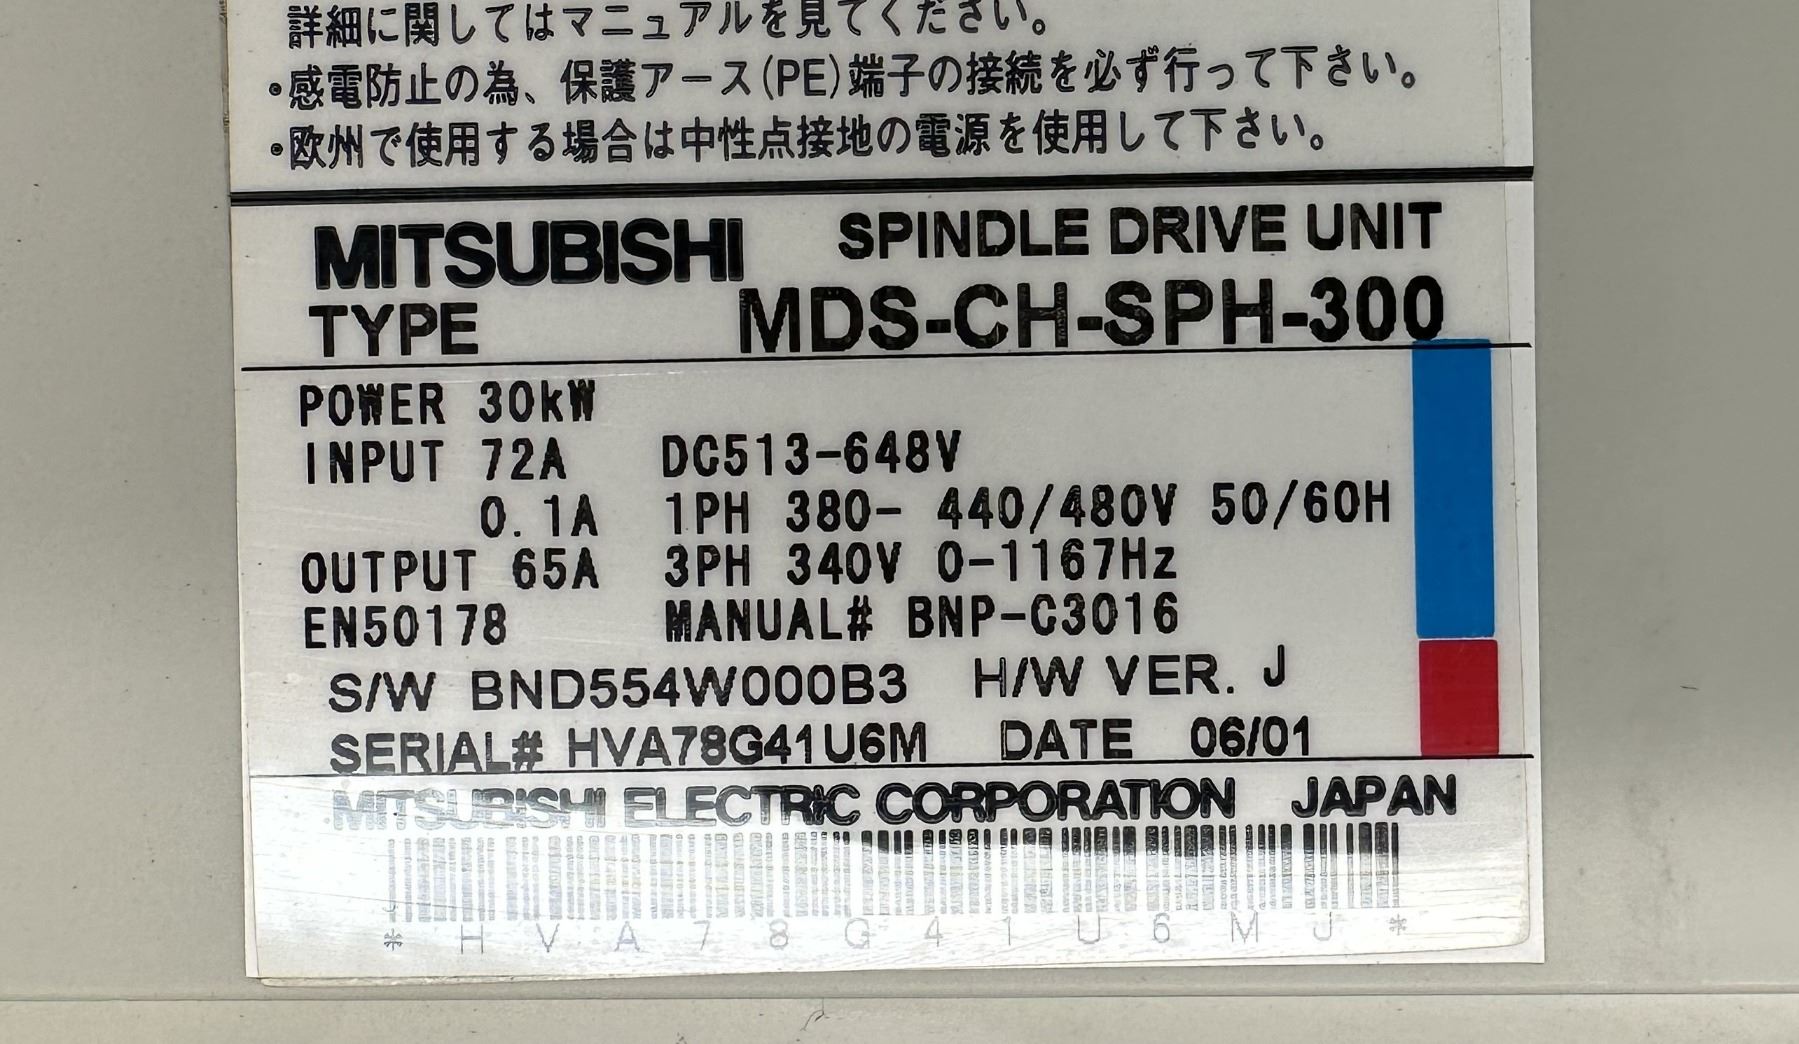 詳細に関してはマニュアルを見てください。
・感電防止の為、保護アース(PE)端子の接続を必ず行って下さい。
・欧州で使用する場合は中性点接地の電源を使用して下さい。
MITSUBISHI SPINDLE DRIVE UNIT
TYPE MDS-CH-SPH-300
POWER 30kW
INPUT 72A DC513-648V
0.1A 1PH 380- 440/480V 50/60H
OUTPUT 65A 3PH 340V 0-1167Hz
EN50178 MANUAL# BNP-C3016
S/W BND554W000B3 H/W VER. J
SERIAL# HVA78G41U6M DATE 06/01
MITSUBISHI ELECTRIC CORPORATION JAPAN
* H V A 7 8 G 4 1 U 6 M J *